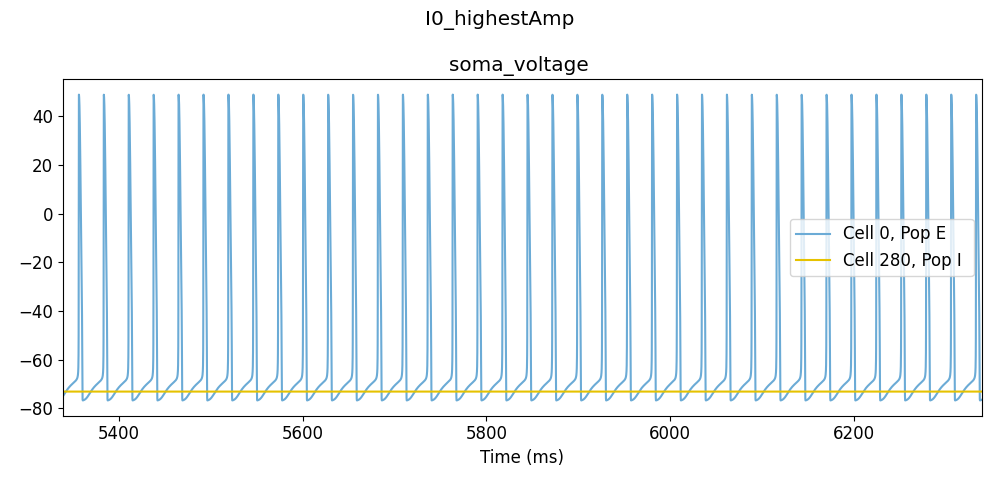 I0_highestAmp
soma_voltage
40
20
0
−20
−40
−60
−80
Cell 0, Pop E
Cell 280, Pop I
5400 5600 5800 6000 6200
Time (ms)